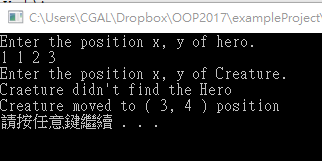 C:\Users\CGAL\Dropbox\OOP2017\exampleProject\
Enter the position x, y of hero.
1 1 2 3
Enter the position x, y of Creature.
Craeture didn't find the Hero
Creature moved to ( 3, 4 ) position
請按任意鍵繼續 . . .